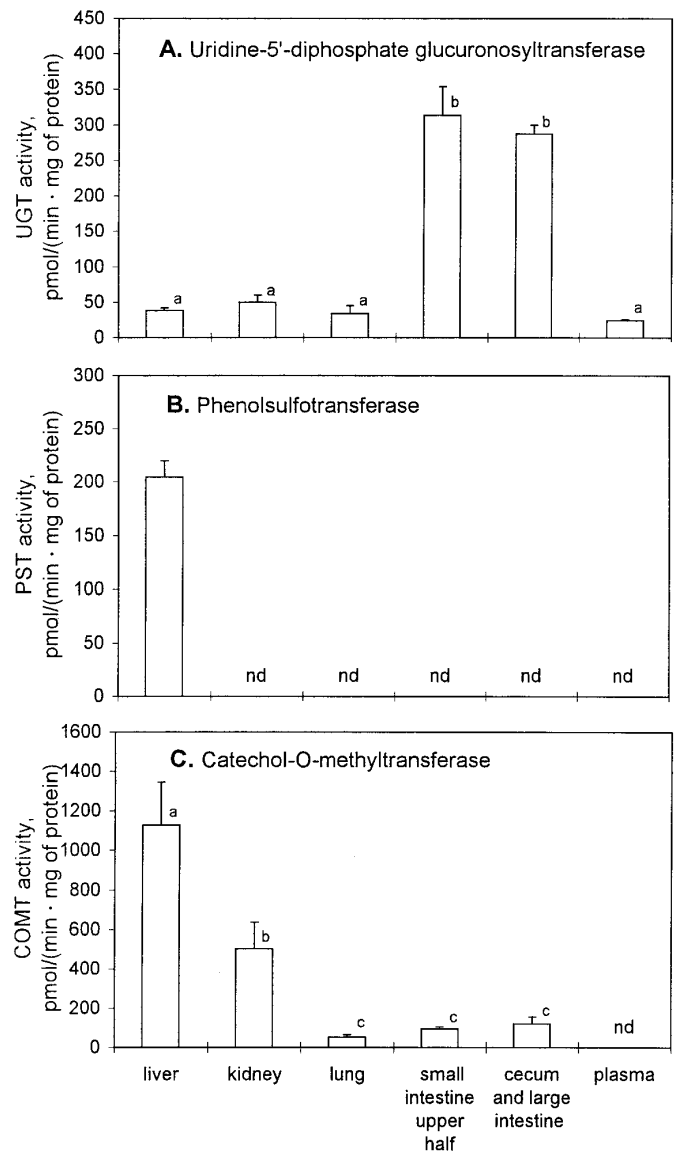 A. Uridine-5'-diphosphate glucuronosyltransferase
UGT activity,
pmol/(min · mg of protein)
450
400
350
300
250
200
150
100
50
0
a
a
a
b
b
a
B. Phenolsulfotransferase
PST activity,
pmol/(min · mg of protein)
300
250
200
150
100
50
0
nd
nd
nd
nd
nd
C. Catechol-O-methyltransferase
COMT activity,
pmol/(min · mg of protein)
1600
1400
1200
1000
800
600
400
200
0
a
b
c
c
c
nd
liver
kidney
lung
small
intestine
upper
half
cecum
and large
intestine
plasma